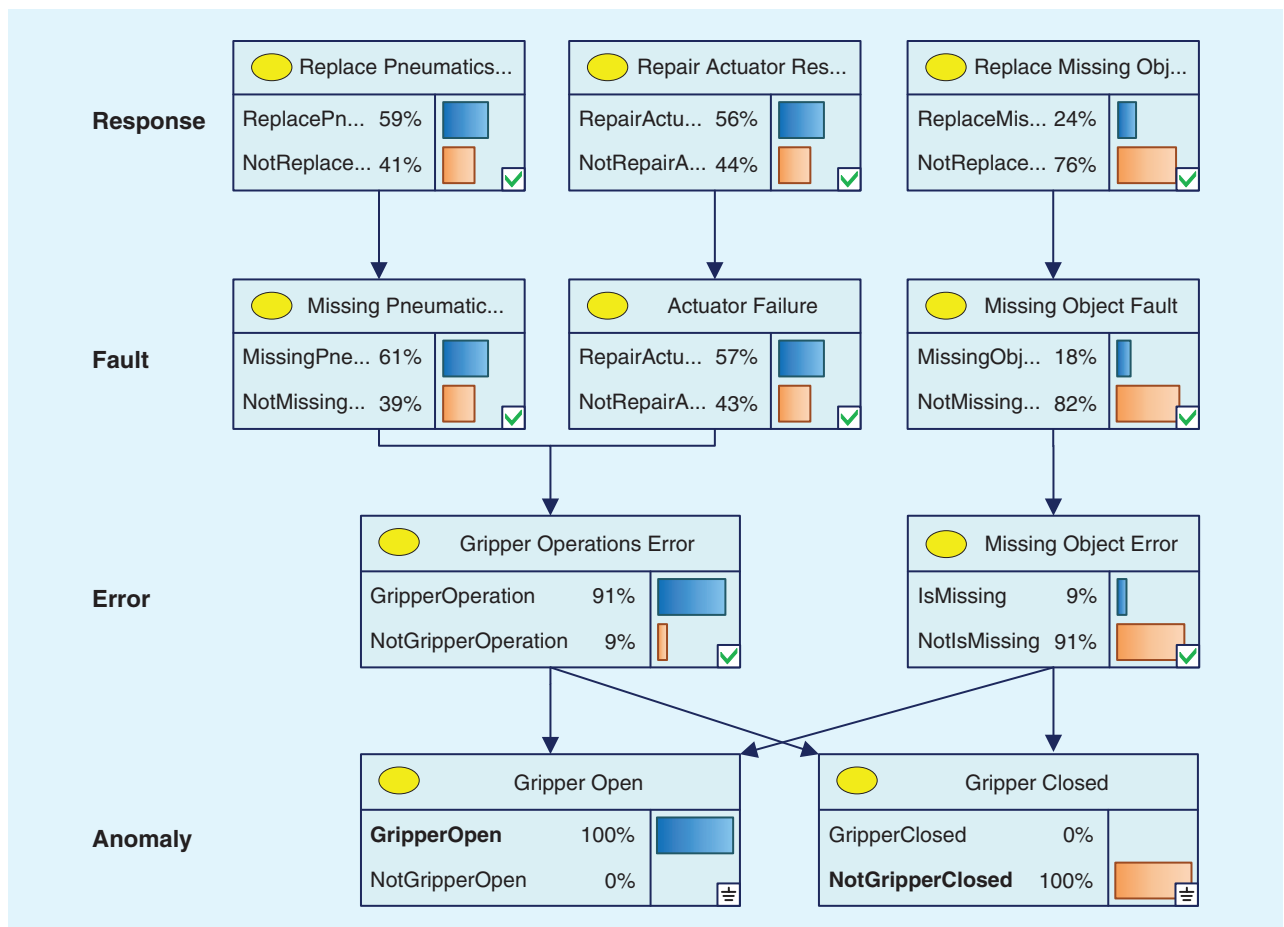 Response
Replace Pneumatics...
ReplacePn... 59%
NotReplace... 41%
Repair Actuator Res...
RepairActu... 56%
NotRepairA... 44%
Replace Missing Obj...
ReplaceMis... 24%
NotReplace... 76%
Fault
Missing Pneumatic...
MissingPne... 61%
NotMissing... 39%
Actuator Failure
RepairActu... 57%
NotRepairA... 43%
Missing Object Fault
MissingObj... 18%
NotMissing... 82%
Error
Gripper Operations Error
GripperOperation 91%
NotGripperOperation 9%
Missing Object Error
IsMissing 9%
NotIsMissing 91%
Anomaly
Gripper Open
GripperOpen 100%
NotGripperOpen 0%
Gripper Closed
GripperClosed 0%
NotGripperClosed 100%